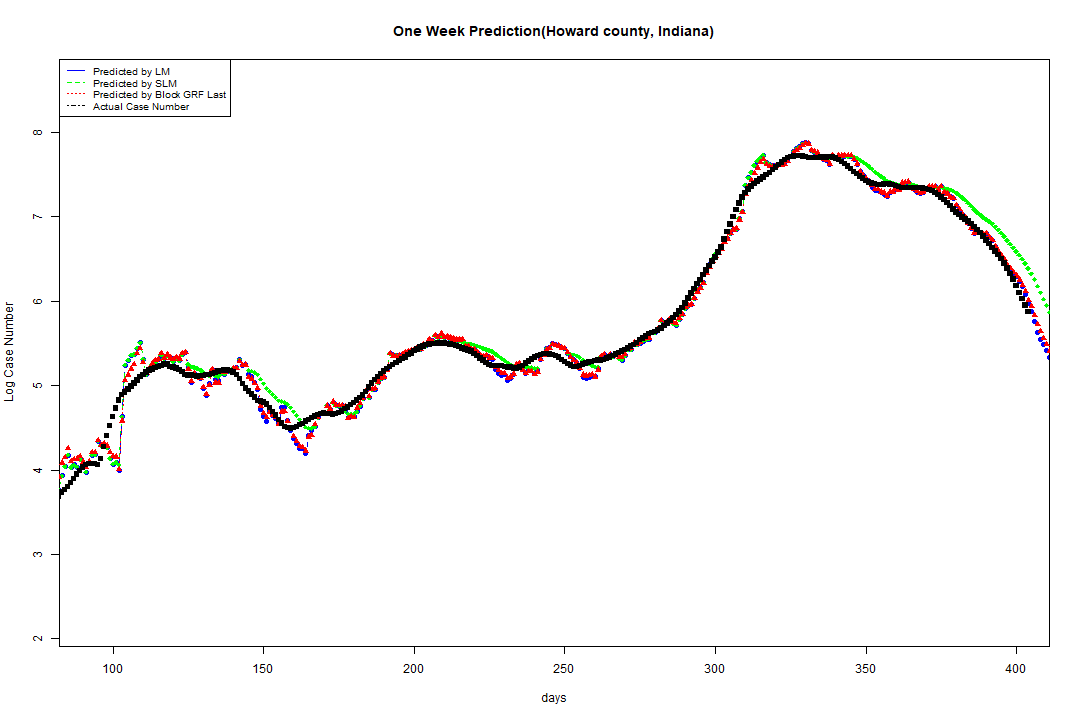 One Week Prediction(Howard county, Indiana)
Predicted by LM
Predicted by SLM
Predicted by Block GRF Last
Actual Case Number
8
7
6
5
4
3
2
Log Case Number
100 150 200 250 300 350 400
days